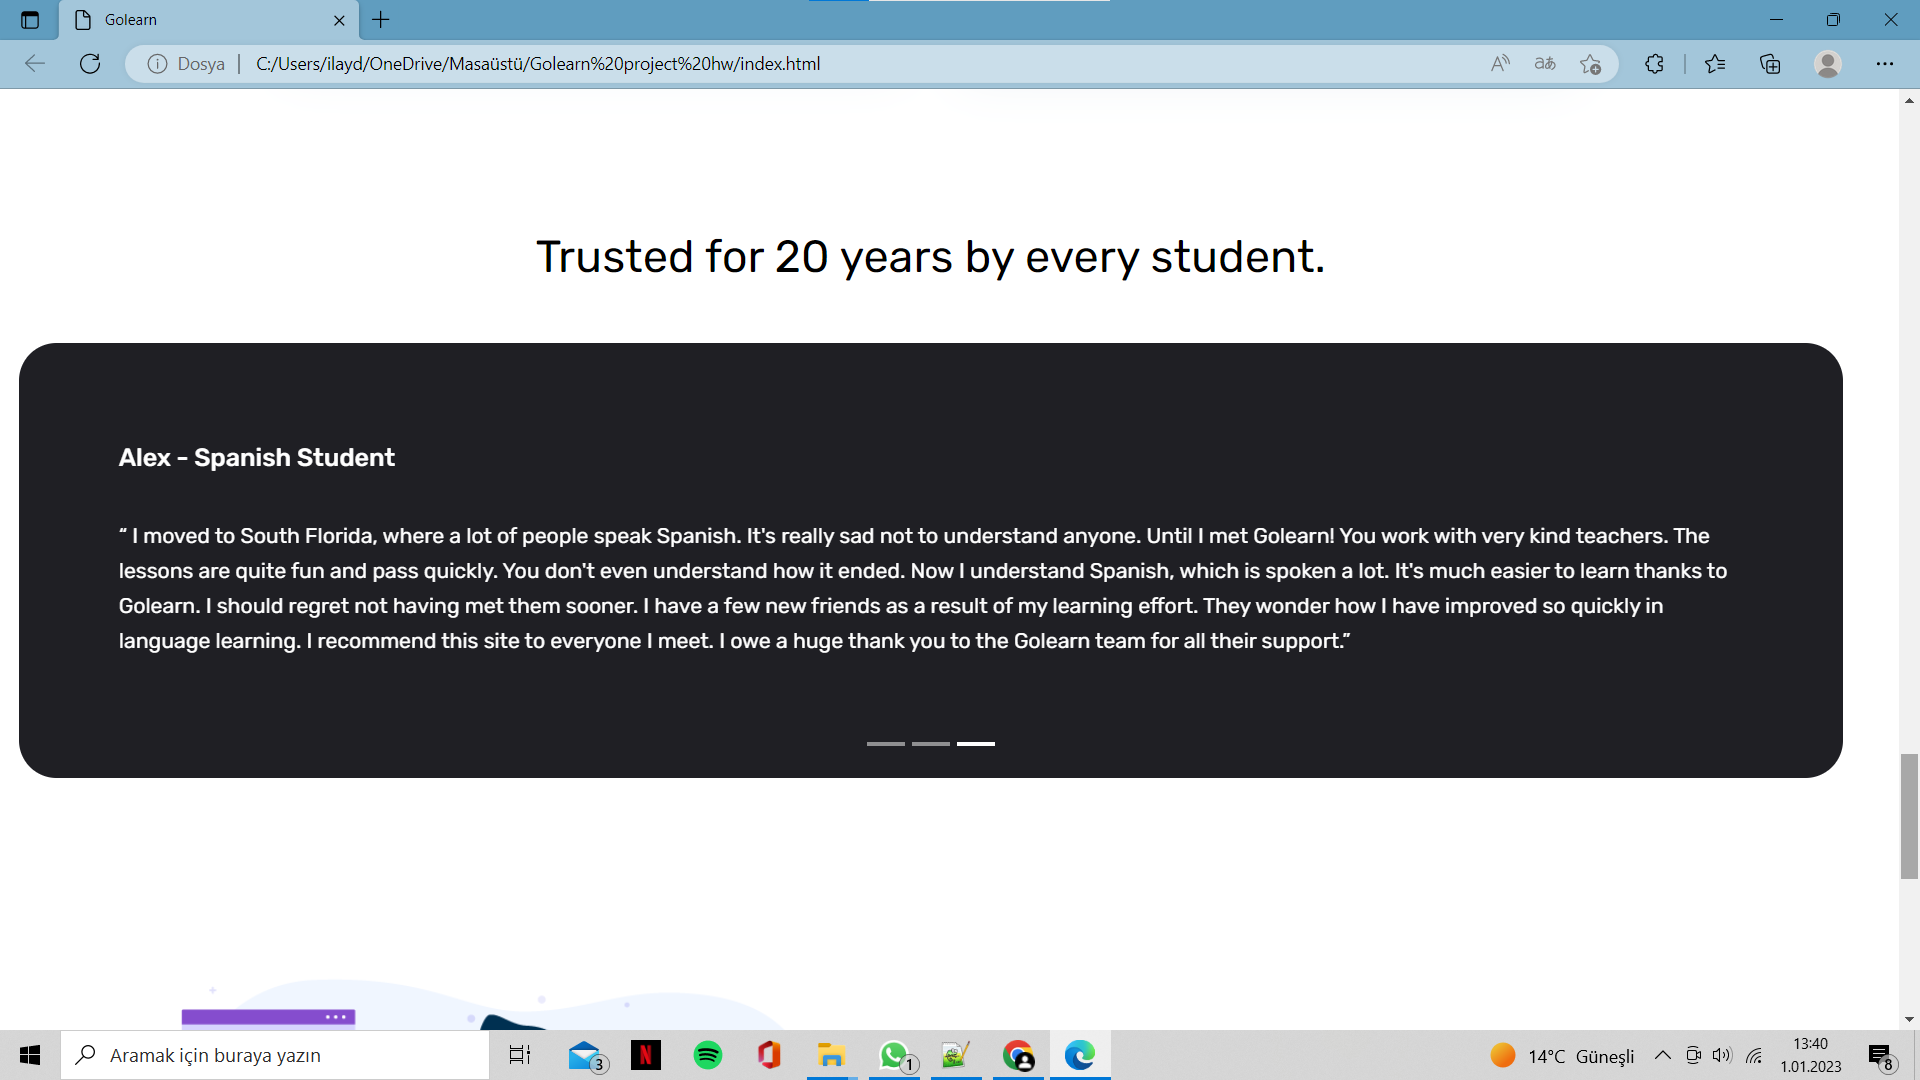 Golearn
Dosya
C:/Users/ilayd/OneDrive/Masaüstü/Golearn%20project%20hw/index.html
Trusted for 20 years by every student.
Alex - Spanish Student
“ I moved to South Florida, where a lot of people speak Spanish. It's really sad not to understand anyone. Until I met Golearn! You work with very kind teachers. The
lessons are quite fun and pass quickly. You don't even understand how it ended. Now I understand Spanish, which is spoken a lot. It's much easier to learn thanks to
Golearn. I should regret not having met them sooner. I have a few new friends as a result of my learning effort. They wonder how I have improved so quickly in
language learning. I recommend this site to everyone I meet. I owe a huge thank you to the Golearn team for all their support.”
Aramak için buraya yazın
3
N
1
14°C Güneşli
13:40
1.01.2023
8